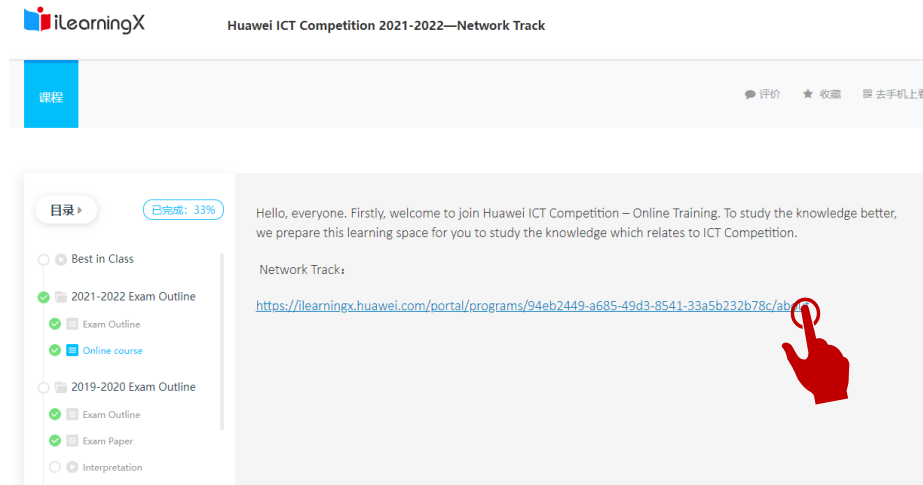 iLearningX
Huawei ICT Competition 2021-2022—Network Track
课程
评价 收藏 去手机上看
目录
已完成：33%
Best in Class
2021-2022 Exam Outline
Exam Outline
Online course
2019-2020 Exam Outline
Exam Outline
Exam Paper
Interpretation
Hello, everyone. Firstly, welcome to join Huawei ICT Competition – Online Training. To study the knowledge better,
we prepare this learning space for you to study the knowledge which relates to ICT Competition.
Network Track：
https://ilearningx.huawei.com/portal/programs/94eb2449-a685-49d3-8541-33a5b232b78c/about